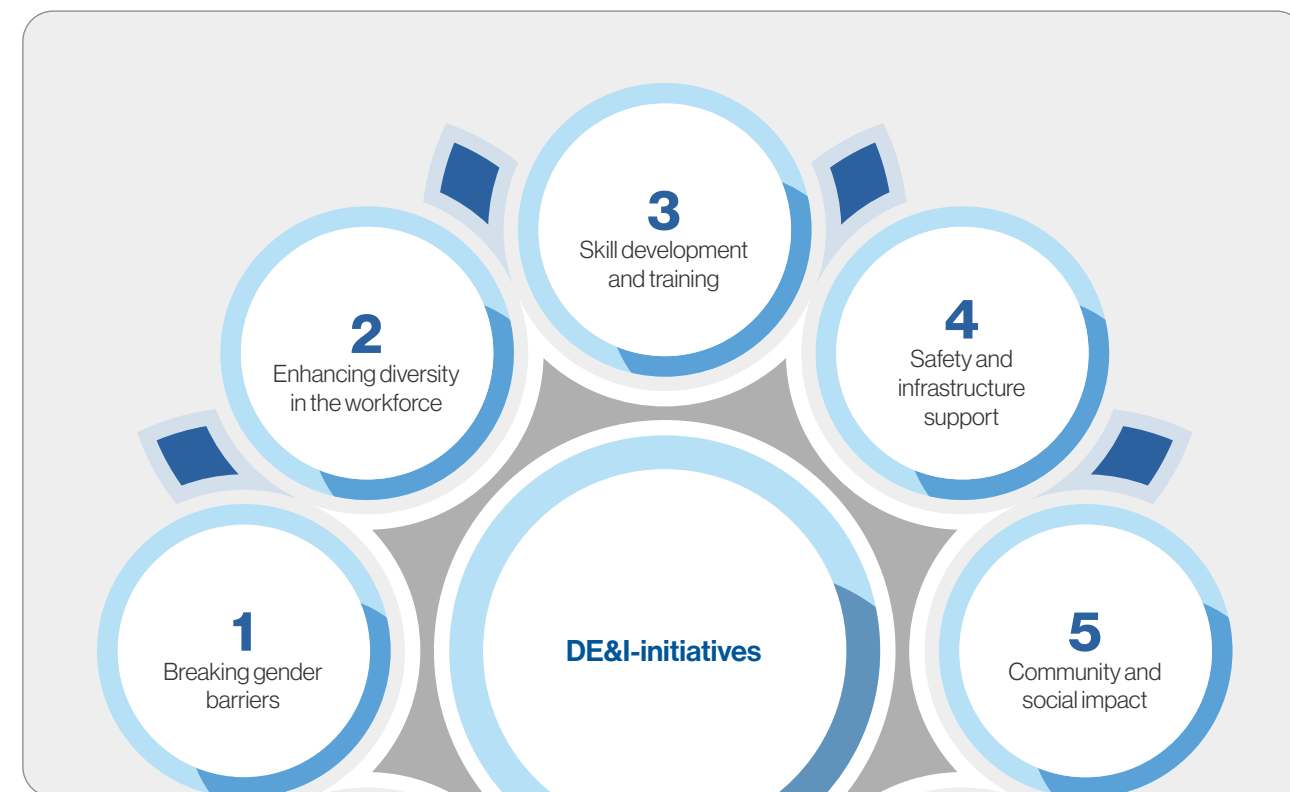 1
Breaking gender
barriers
2
Enhancing diversity
in the workforce
3
Skill development
and training
4
Safety and
infrastructure
support
5
Community and
social impact
DE&I-initiatives